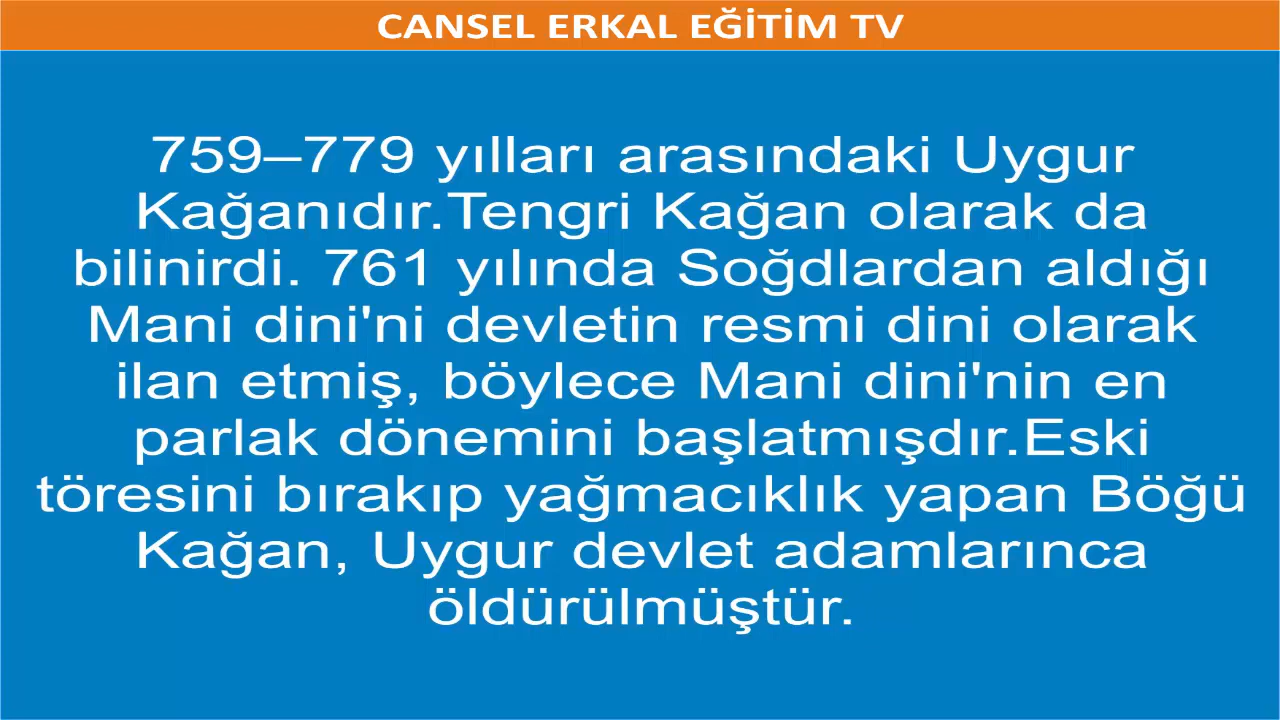 CANSEL ERKAL EĞİTİM TV
759–779 yılları arasındaki Uygur
Kağanıdır.Tengri Kağan olarak da
bilinirdi. 761 yılında Soğdlardan aldığı
Mani dini'ni devletin resmi dini olarak
ilan etmiş, böylece Mani dini'nin en
parlak dönemini başlatmışdır.Eski
töresini bırakıp yağmacıklık yapan Böğü
Kağan, Uygur devlet adamlarınca
öldürülmüştür.